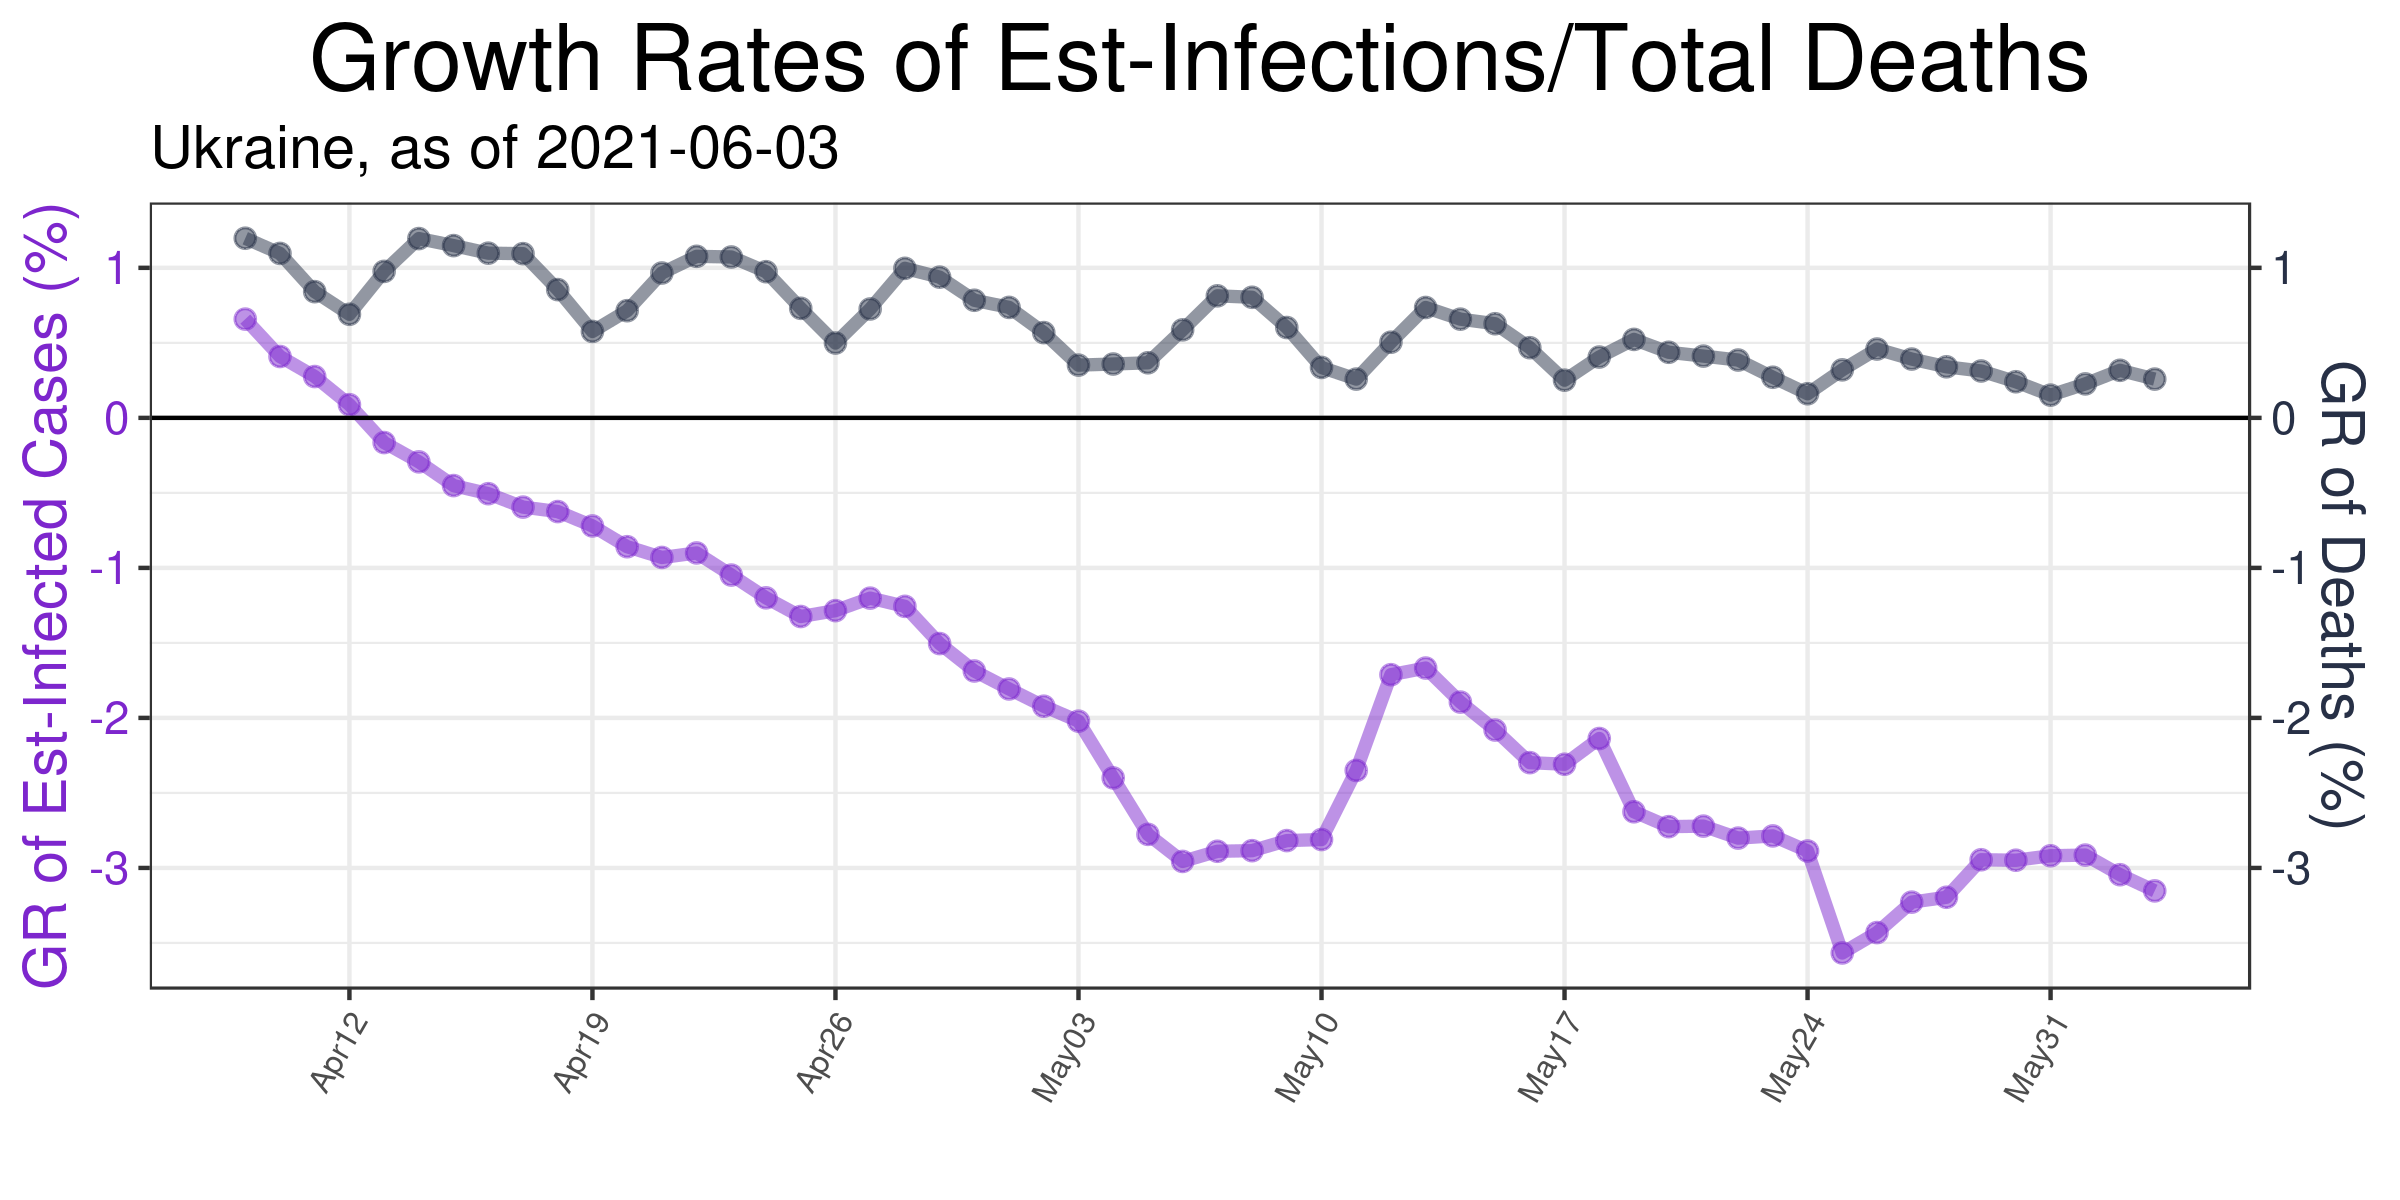 Growth Rates of Est-Infections/Total Deaths
Ukraine, as of 2021-06-03
GR of Est-Infected Cases (%)
1
0
-1
-2
-3
1
0
-1
-2
-3
GR of Deaths (%)
Apr12
Apr19
Apr26
May03
May10
May17
May24
May31